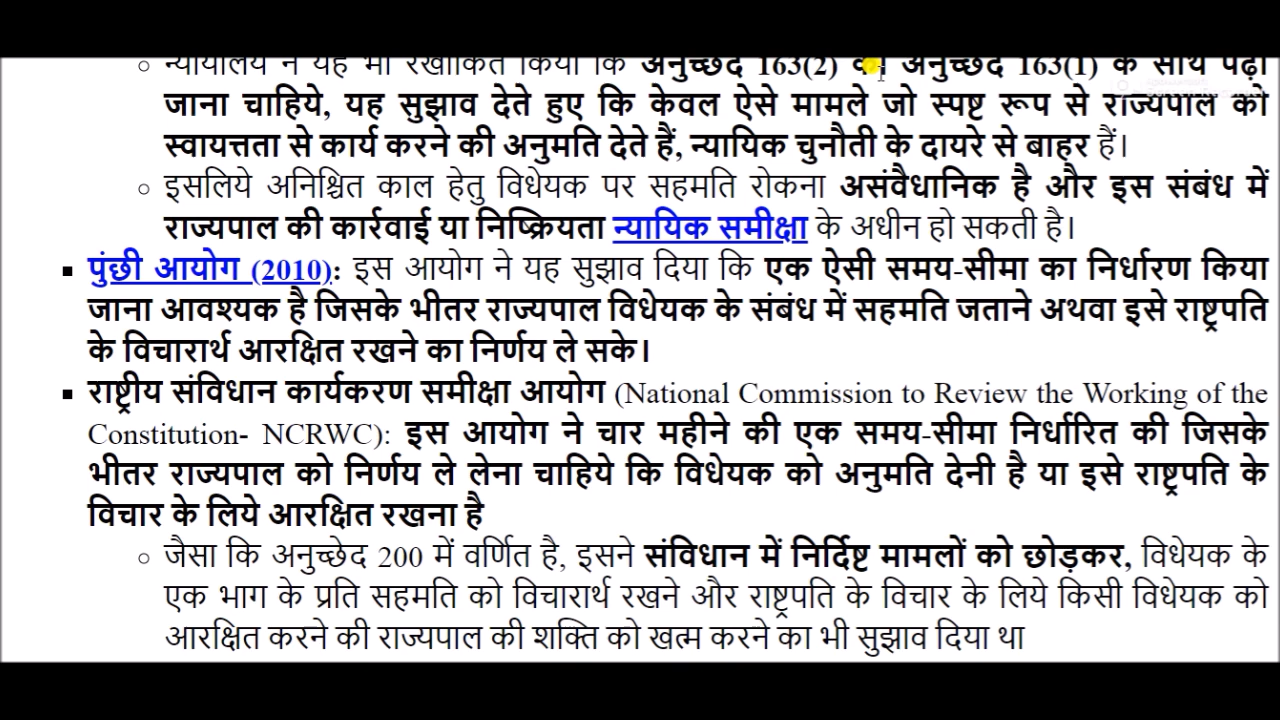 न्यायालय ने यह भी रेखांकित किया कि अनुच्छेद 163(2) को अनुच्छेद 163(1) के साथ पढ़ा
जाना चाहिये, यह सुझाव देते हुए कि केवल ऐसे मामले जो स्पष्ट रूप से राज्यपाल को
स्वायत्तता से कार्य करने की अनुमति देते हैं, न्यायिक चुनौती के दायरे से बाहर हैं।
इसलिये अनिश्चित काल हेतु विधेयक पर सहमति रोकना असंवैधानिक है और इस संबंध में
राज्यपाल की कार्रवाई या निष्क्रियता न्यायिक समीक्षा के अधीन हो सकती है।
पुंछी आयोग (2010): इस आयोग ने यह सुझाव दिया कि एक ऐसी समय-सीमा का निर्धारण किया
जाना आवश्यक है जिसके भीतर राज्यपाल विधेयक के संबंध में सहमति जताने अथवा इसे राष्ट्रपति
के विचारार्थ आरक्षित रखने का निर्णय ले सके।
राष्ट्रीय संविधान कार्यकरण समीक्षा आयोग (National Commission to Review the Working of the
Constitution- NCRWC): इस आयोग ने चार महीने की एक समय-सीमा निर्धारित की जिसके
भीतर राज्यपाल को निर्णय ले लेना चाहिये कि विधेयक को अनुमति देनी है या इसे राष्ट्रपति के
विचार के लिये आरक्षित रखना है
जैसा कि अनुच्छेद 200 में वर्णित है, इसने संविधान में निर्दिष्ट मामलों को छोड़कर, विधेयक के
एक भाग के प्रति सहमति को विचारार्थ रखने और राष्ट्रपति के विचार के लिये किसी विधेयक को
आरक्षित करने की राज्यपाल की शक्ति को खत्म करने का भी सुझाव दिया था